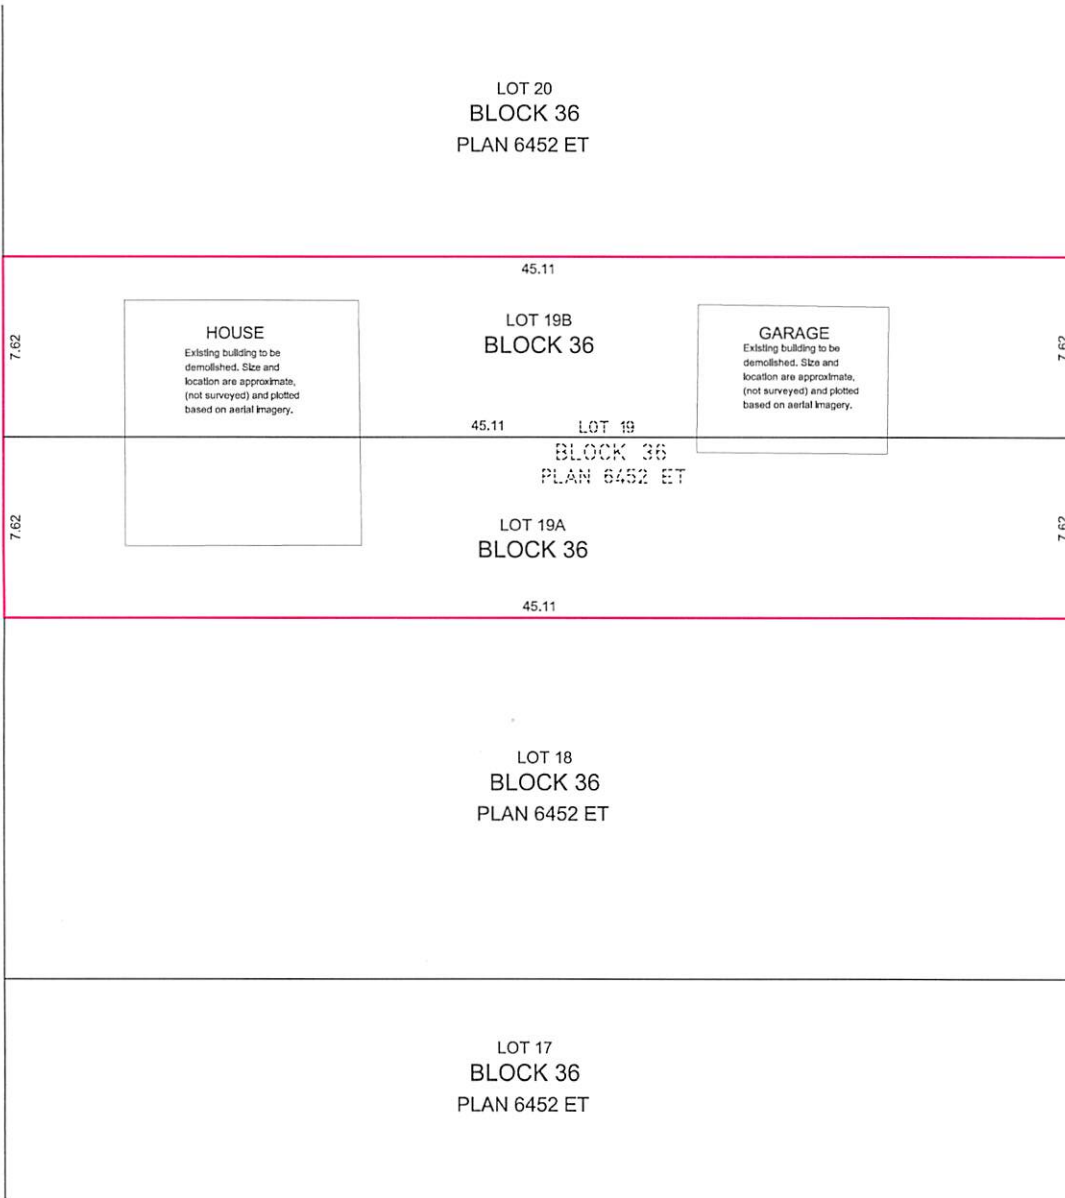 LOT 20
BLOCK 36
PLAN 6452 ET
45.11
7.62
HOUSE
Existing building to be
demolished. Size and
location are approximate,
(not surveyed) and plotted
based on aerial imagery.
LOT 19B
BLOCK 36
GARAGE
Existing building to be
demolished. Size and
location are approximate,
(not surveyed) and plotted
based on aerial imagery.
7.62
45.11
LOT 19
BLOCK 36
PLAN 6452 ET
7.62
LOT 19A
BLOCK 36
7.62
45.11
LOT 18
BLOCK 36
PLAN 6452 ET
LOT 17
BLOCK 36
PLAN 6452 ET